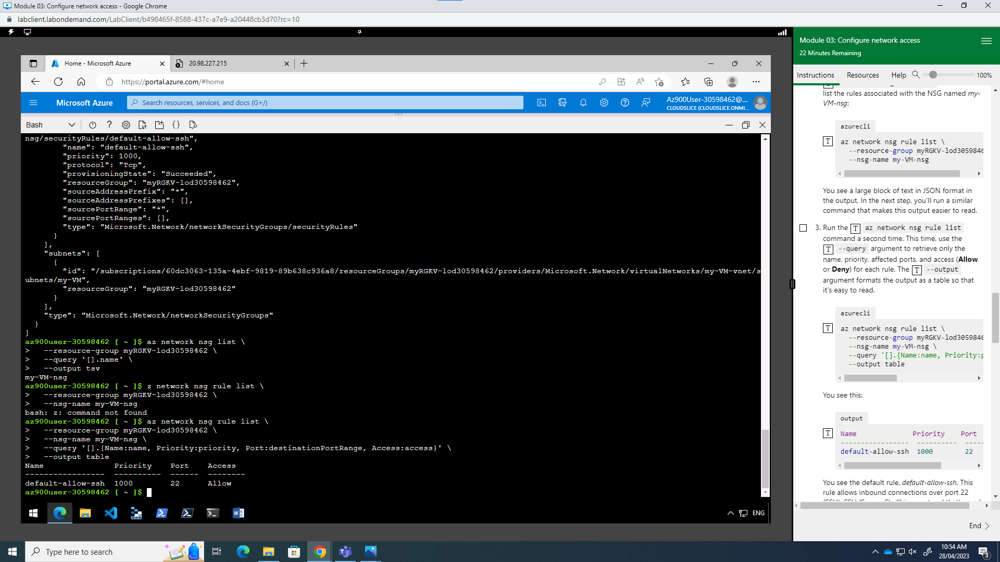 Module 03: Configure network access - Google Chrome
labclient.labondemand.com/LabClient/b498465f-8588-437c-a7e9-a20448cb3d70?rc=10
Home - Microsoft Azure
20.98.227.215
https://portal.azure.com/#home
Microsoft Azure
Search resources, services, and docs (G+/)
Az900User-30598462@...
CLOUDSLICE (CLOUDSLICE.ONMI...
Bash
nsg/securityRules/default-allow-ssh",
"name": "default-allow-ssh",
"priority": 1000,
"protocol": "Tcp",
"provisioningState": "Succeeded",
"resourceGroup": "myRGKV-lod30598462",
"sourceAddressPrefix": "*",
"sourceAddressPrefixes": [],
"sourcePortRange": "*",
"sourcePortRanges": [],
"type": "Microsoft.Network/networkSecurityGroups/securityRules"
}
],
"subnets": [
{
"id": "/subscriptions/60dc3063-135a-4ebf-9819-89b638c936a8/resourceGroups/myRGKV-lod30598462/providers/Microsoft.Network/virtualNetworks/my-VM-vnet/s
ubnets/my-VM",
"resourceGroup": "myRGKV-lod30598462"
}
],
"type": "Microsoft.Network/networkSecurityGroups"
}
]
az900user-30598462 [ ~ ]$ az network nsg list \
>   --resource-group myRGKV-lod30598462 \
>   --query '[].name' \
>   --output tsv
my-VM-nsg
az900user-30598462 [ ~ ]$ z network nsg rule list \
>   --resource-group myRGKV-lod30598462 \
>   --nsg-name my-VM-nsg
bash: z: command not found
az900user-30598462 [ ~ ]$ az network nsg rule list \
>   --resource-group myRGKV-lod30598462 \
>   --nsg-name my-VM-nsg \
>   --query '[].{Name:name, Priority:priority, Port:destinationPortRange, Access:access}' \
>   --output table
Name Priority Port Access
----------------- ---------- ------ --------
default-allow-ssh 1000 22 Allow
az900user-30598462 [ ~ ]$
ENG
Module 03: Configure network access
22 Minutes Remaining
Instructions Resources Help 100%
list the rules associated with the NSG named my-
VM-nsg:
azurecli
T az network nsg rule list \
--resource-group myRGKV-lod3059846
--nsg-name my-VM-nsg
You see a large block of text in JSON format in
the output. In the next step, you'll run a similar
command that makes this output easier to read.
3. Run the T az network nsg rule list
command a second time. This time, use the
T --query argument to retrieve only the
name, priority, affected ports, and access (Allow
or Deny) for each rule. The T --output
argument formats the output as a table so that
it's easy to read.
azurecli
T az network nsg rule list \
--resource-group myRGKV-lod3059846
--nsg-name my-VM-nsg \
--query '[].{Name:name, Priority:p
--output table
You see this:
output
T Name Priority Port
----------------- ---------- -----
default-allow-ssh 1000 22
You see the default rule, default-allow-ssh. This
rule allows inbound connections over port 22
End
Type here to search
10:54 AM
28/04/2023
3